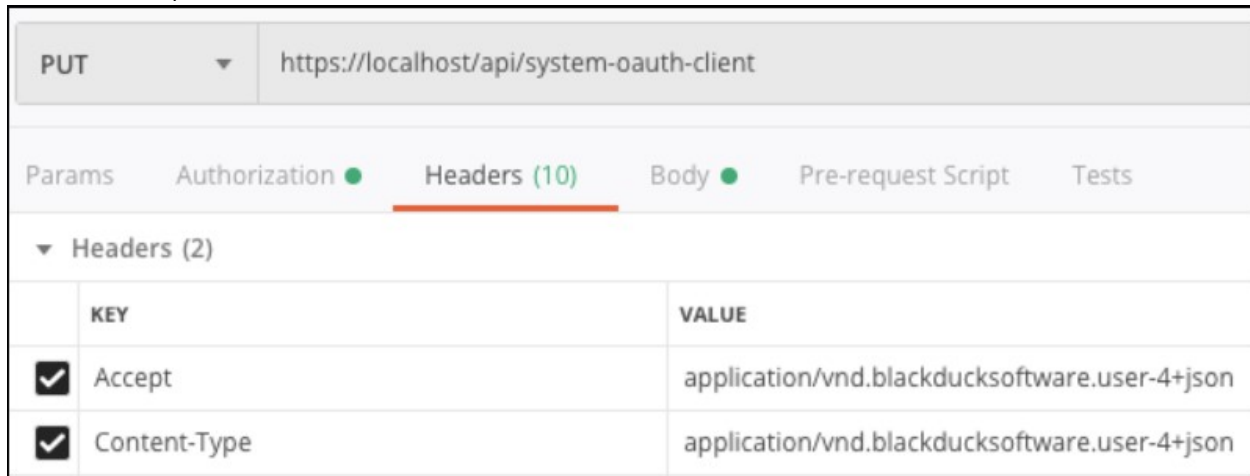 PUT https://localhost/api/system-oauth-client
Params Authorization Headers (10) Body Pre-request Script Tests
Headers (2)
KEY VALUE
Accept application/vnd.blackducksoftware.user-4+json
Content-Type application/vnd.blackducksoftware.user-4+json